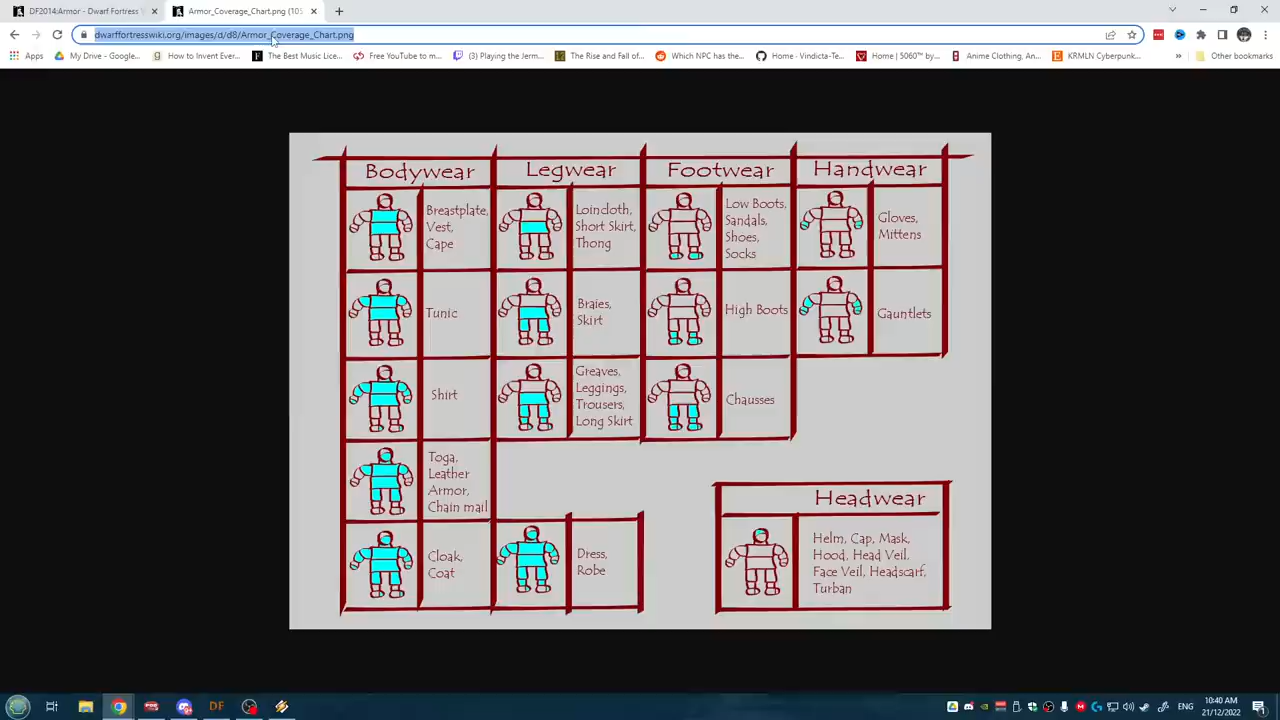 DF2014:Armor - Dwarf Fortress W
Armor_Coverage_Chart.png (105
dwarffortresswiki.org/images/d/d8/Armor_Coverage_Chart.png
Apps
My Drive - Google...
How to Invent Ever...
The Best Music Lice...
Free YouTube to m...
(3) Playing the Jerm...
The Rise and Fall of...
Which NPC has the...
Home - Vindicta-Te...
Home | 5060™ by...
Anime Clothing, An...
KRMLN Cyberpunk...
»
Other bookmarks
Bodywear
Legwear
Footwear
Handwear
Breastplate,
Vest,
Cape
Loincloth,
Short Skirt,
Thong
Low Boots,
Sandals,
Shoes,
Socks
Gloves,
Mittens
Tunic
Braies,
Skirt
High Boots
Gauntlets
Shirt
Greaves,
Leggings,
Trousers,
Long Skirt
Chausses
Toga,
Leather
Armor,
Chain mail
Cloak,
Coat
Dress,
Robe
Headwear
Helm, Cap, Mask,
Hood, Head Veil,
Face Veil, Headscarf,
Turban
DF
ENG
10:40 AM
21/12/2022